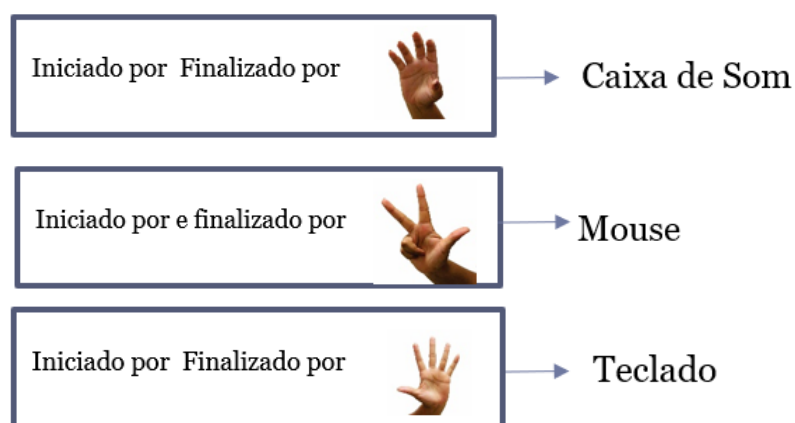 Iniciado por Finalizado por
Caixa de Som
Iniciado por e finalizado por
Mouse
Iniciado por Finalizado por
Teclado